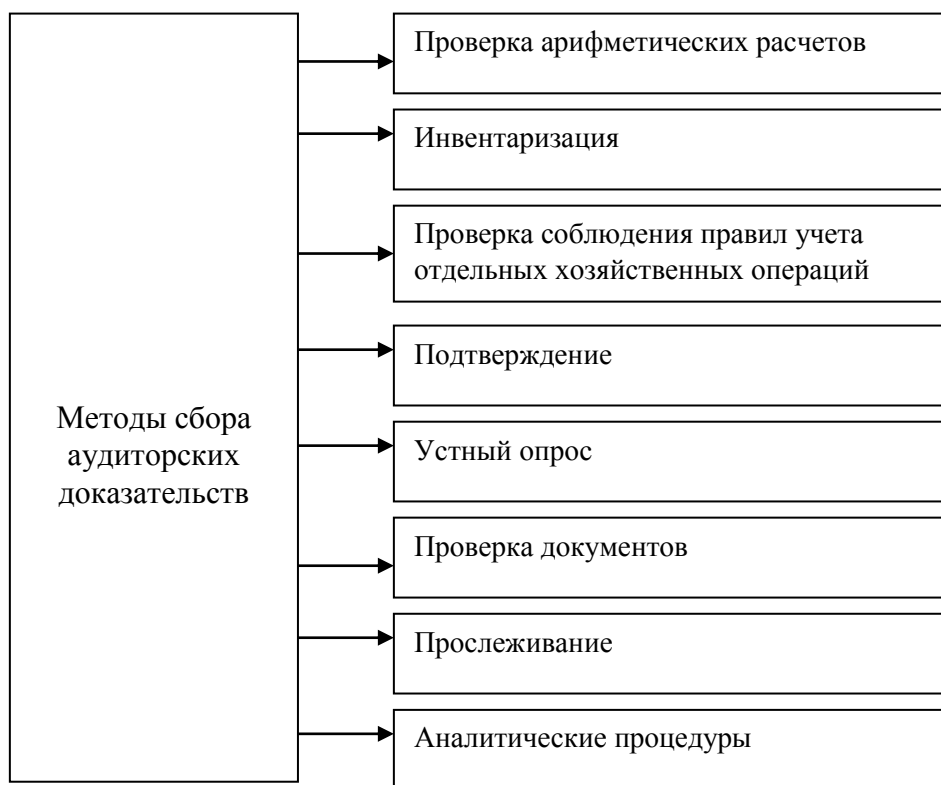 Методы сбора
аудиторских
доказательств
Проверка арифметических расчетов
Инвентаризация
Проверка соблюдения правил учета
отдельных хозяйственных операций
Подтверждение
Устный опрос
Проверка документов
Прослеживание
Аналитические процедуры